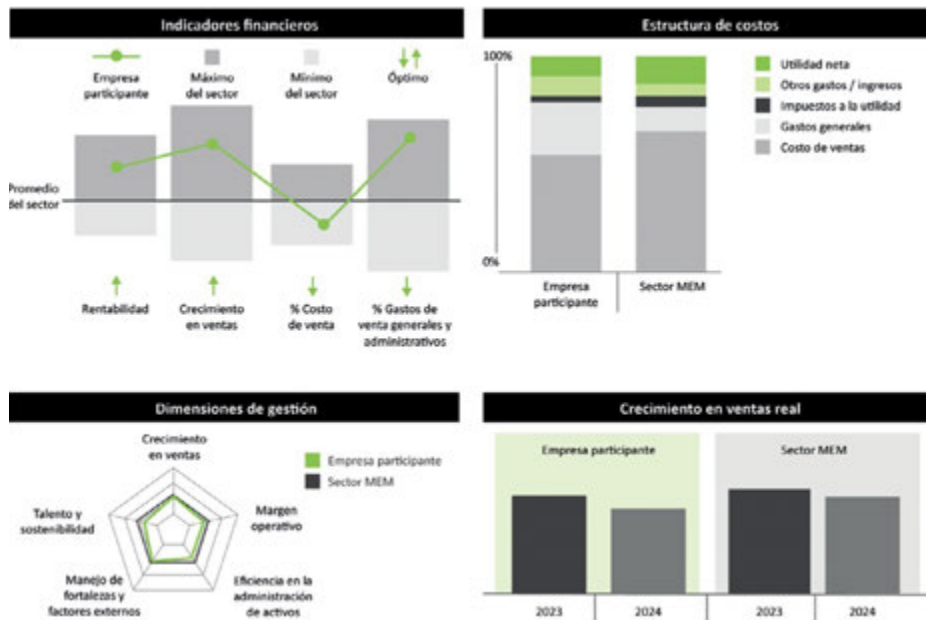 Indicadores financieros
Empresa
participante
Máximo
del sector
Mínimo
del sector
Óptimo
Promedio
del sector
Rentabilidad
Crecimiento
en ventas
% Costo
de venta
% Gastos de
venta generales y
administrativos
Estructura de costos
100%
0%
Utilidad neta
Otros gastos / ingresos
Impuestos a la utilidad
Gastos generales
Costo de ventas
Empresa
participante
Sector MEM
Dimensiones de gestión
Crecimiento
en ventas
Empresa participante
Sector MEM
Talento y
sostenibilidad
Margen
operativo
Manejo de
fortalezas y
factores externos
Eficiencia en la
administración
de activos
Crecimiento en ventas real
Empresa participante
Sector MEM
2023
2024
2023
2024